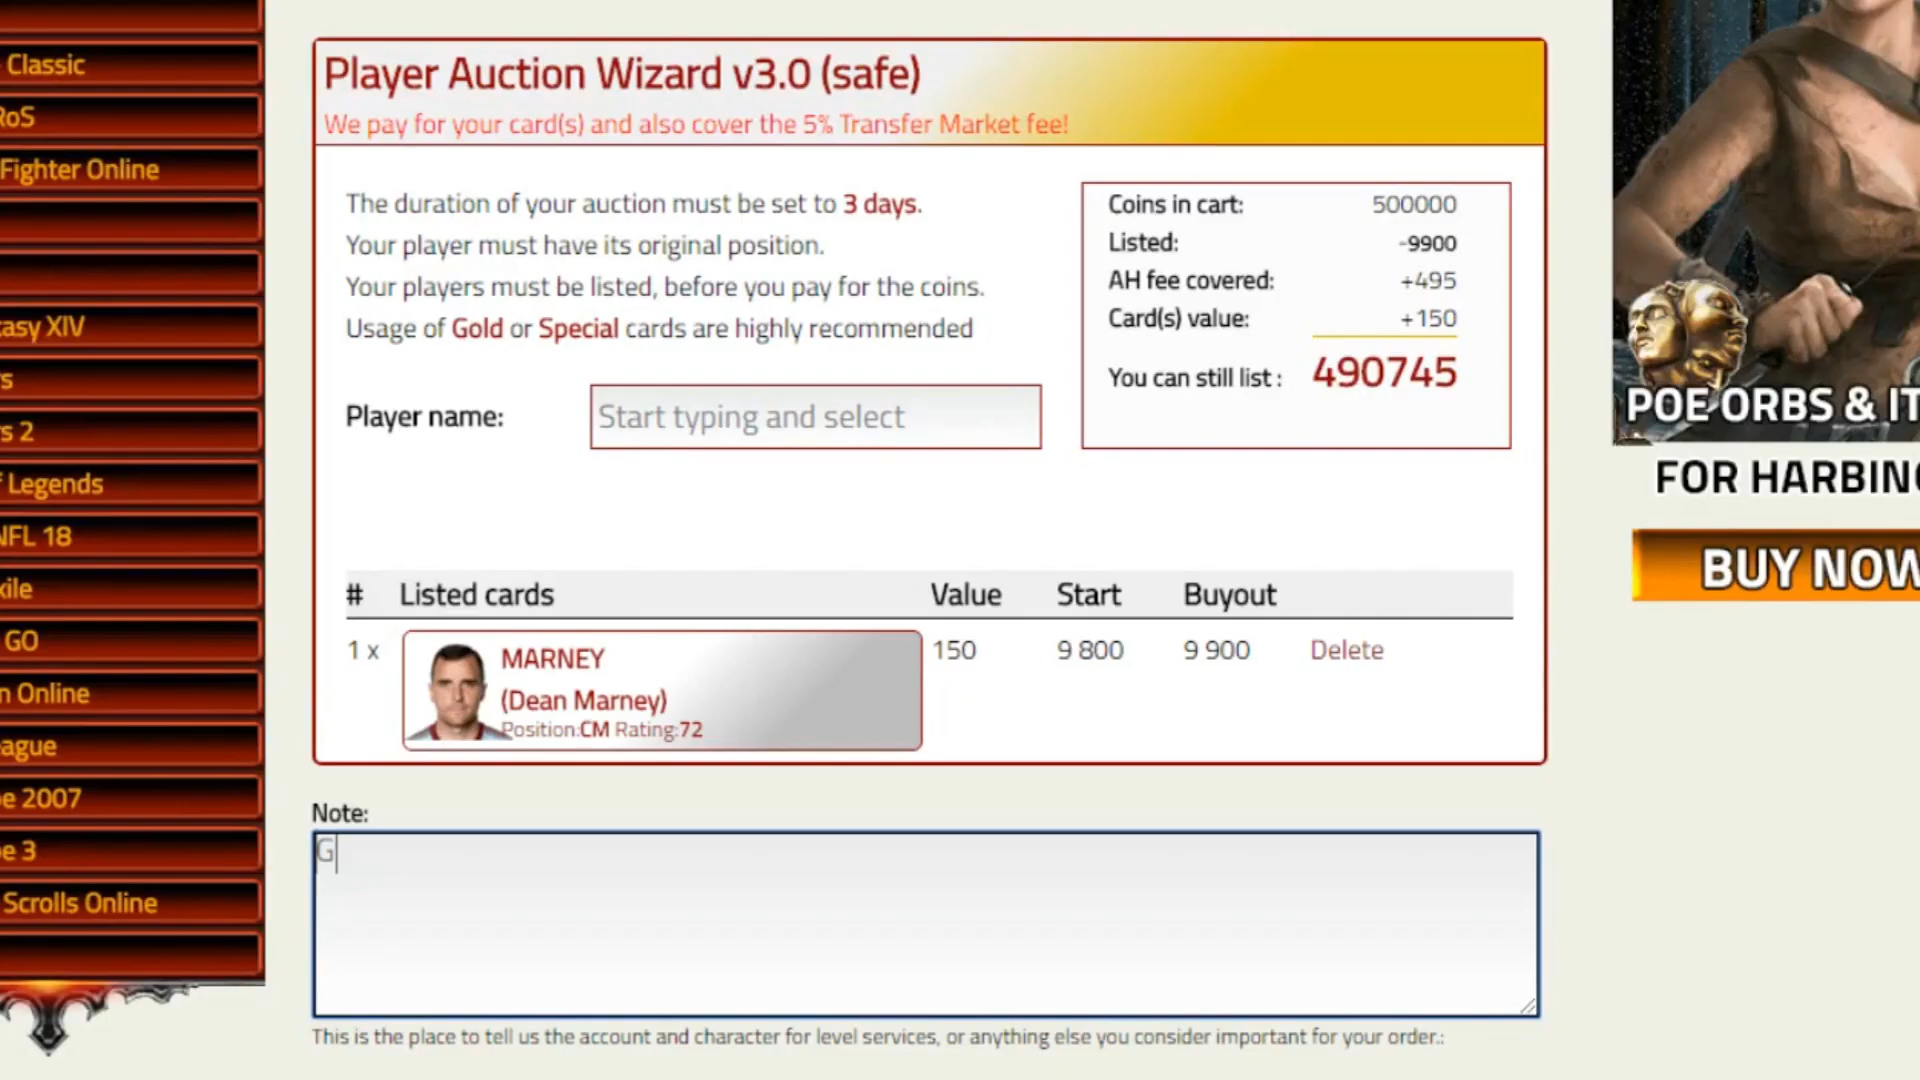 Classic
RoS
Fighter Online
asy XIV
s
s 2
f Legends
NFL 18
xile
GO
n Online
eague
e 2007
e 3
Scrolls Online
Player Auction Wizard v3.0 (safe)
We pay for your card(s) and also cover the 5% Transfer Market fee!
The duration of your auction must be set to 3 days.
Your player must have its original position.
Your players must be listed, before you pay for the coins.
Usage of Gold or Special cards are highly recommended
Player name: Start typing and select
Coins in cart: 500000
Listed: -9900
AH fee covered: +495
Card(s) value: +150
You can still list : 490745
# Listed cards Value Start Buyout
1 x MARNEY 150 9 800 9 900 Delete
(Dean Marney)
Position:CM Rating:72
Note:
G
This is the place to tell us the account and character for level services, or anything else you consider important for your order.:
POE ORBS & IT
FOR HARBING
BUY NOW